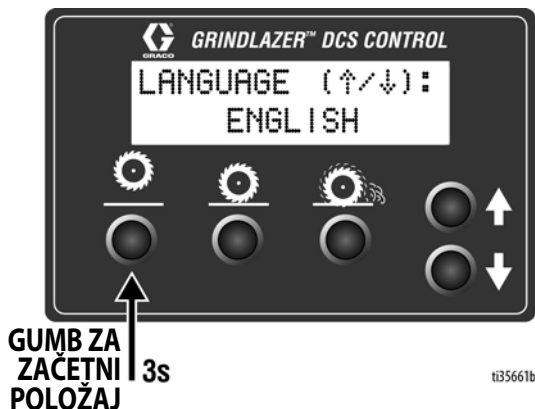 GRACO
GRINDLAZER™ DCS CONTROL
LANGUAGE (↑/↓):
ENGLISH
GUMB ZA
ZAČETNI
POLOŽAJ
3s
ti35661b